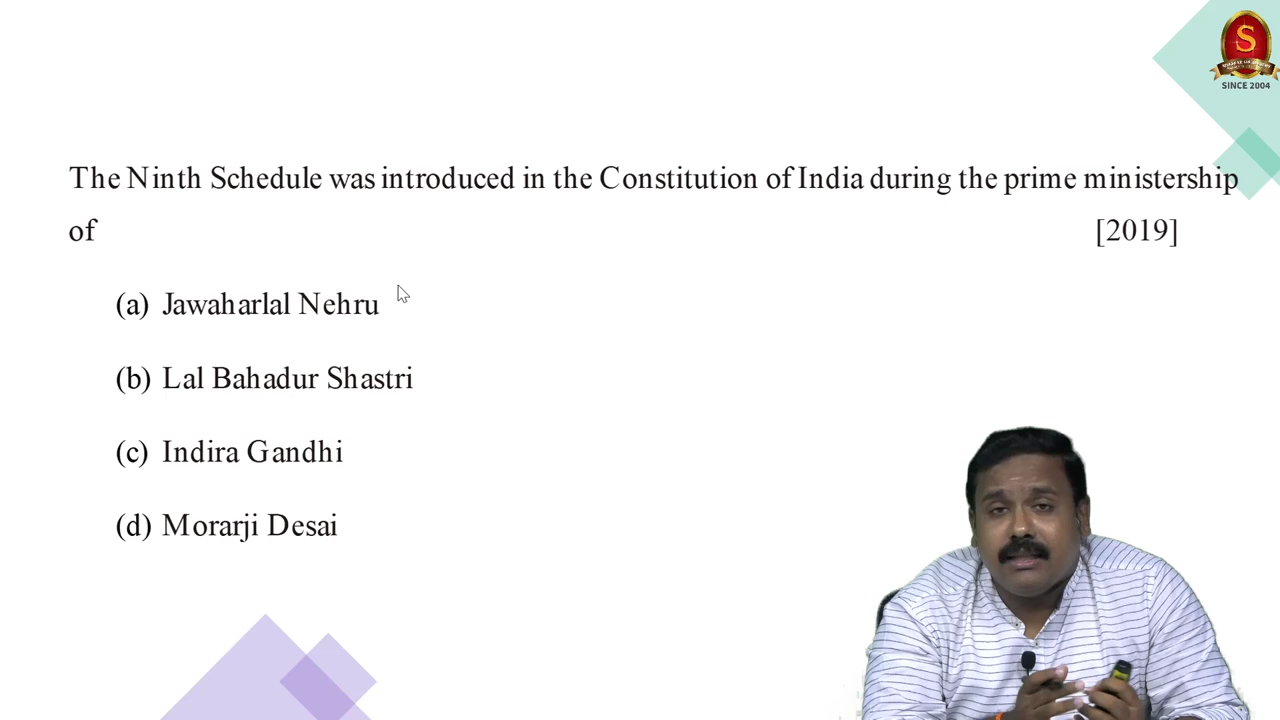 S
SINCE 2004
The Ninth Schedule was introduced in the Constitution of India during the prime ministership
of [2019]
(a) Jawaharlal Nehru
(b) Lal Bahadur Shastri
(c) Indira Gandhi
(d) Morarji Desai